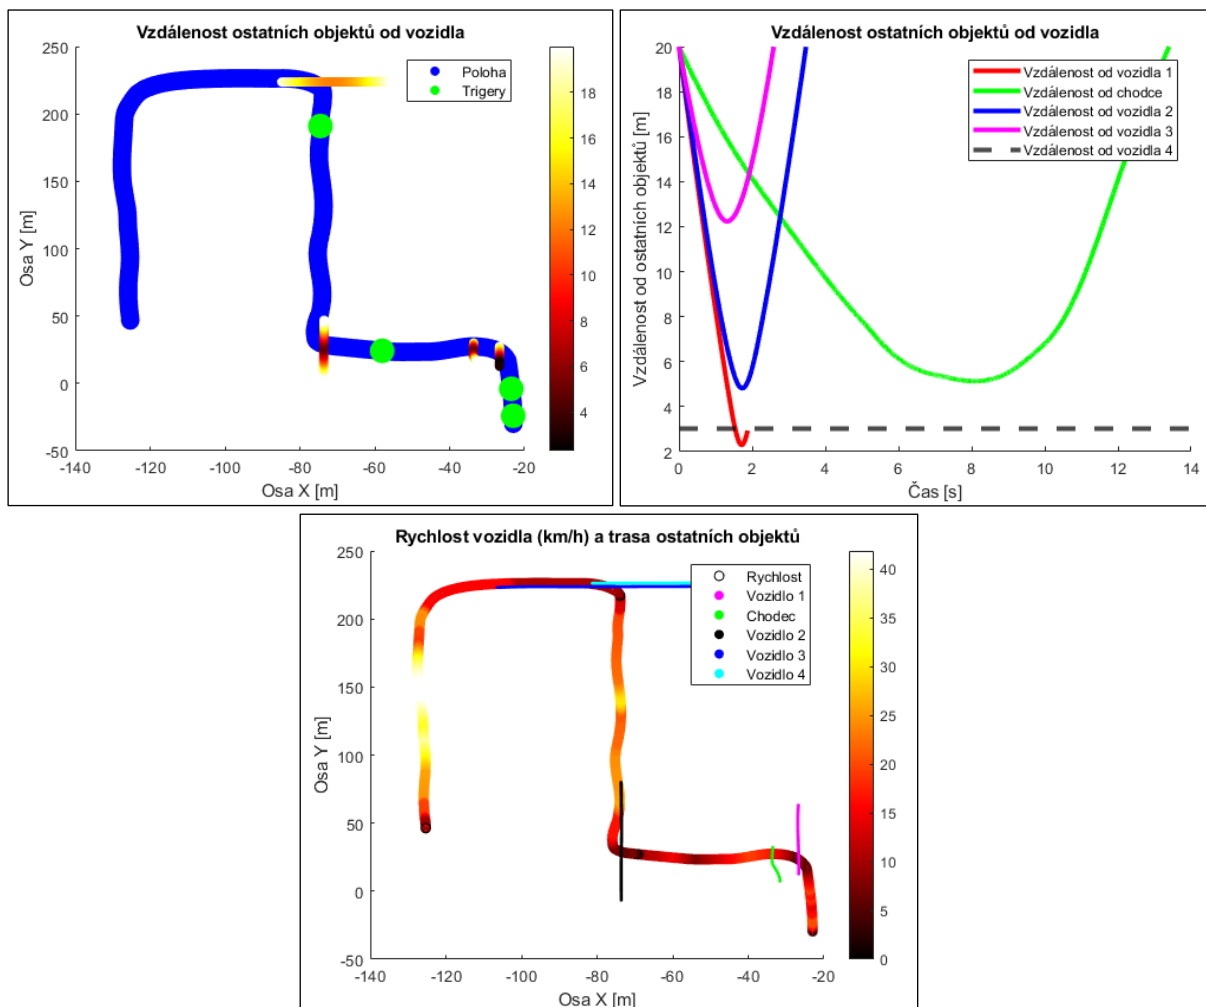 Vzdálenost ostatních objektů od vozidla
250
200
150
100
50
0
-50
Osa Y [m]
-140 -120 -100 -80 -60 -40 -20
Osa X [m]
Poloha
Trigery
18
16
14
12
10
8
6
4
Vzdálenost ostatních objektů od vozidla
20
18
16
14
12
10
8
6
4
2
Vzdálenost od ostatních objektů [m]
0 2 4 6 8 10 12 14
Čas [s]
Vzdálenost od vozidla 1
Vzdálenost od chodce
Vzdálenost od vozidla 2
Vzdálenost od vozidla 3
Vzdálenost od vozidla 4
Rychlost vozidla (km/h) a trasa ostatních objektů
250
200
150
100
50
0
-50
Osa Y [m]
-140 -120 -100 -80 -60 -40 -20
Osa X [m]
Rychlost
Vozidlo 1
Chodec
Vozidlo 2
Vozidlo 3
Vozidlo 4
40
35
30
25
20
15
10
5
0